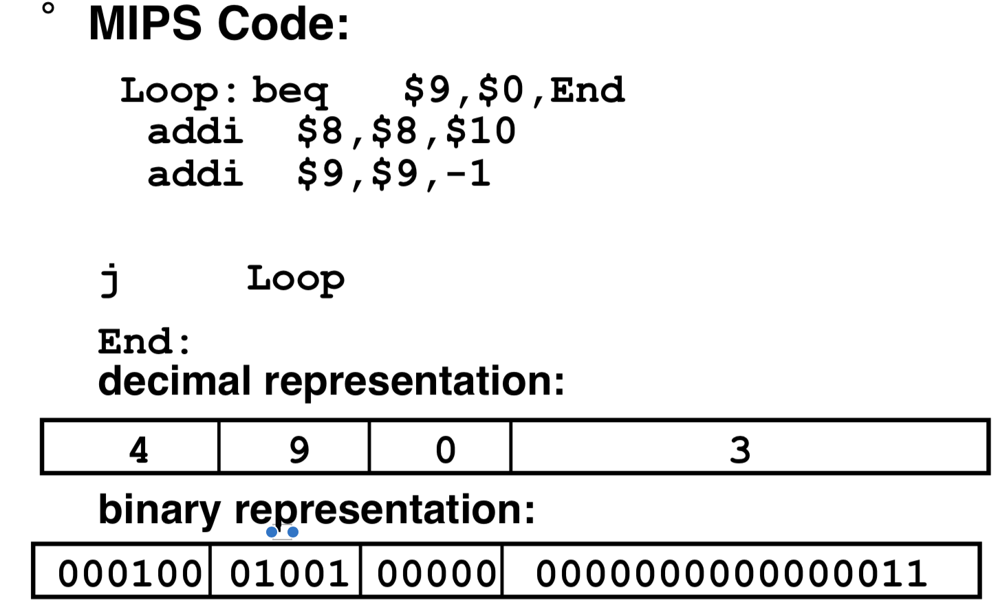 ° MIPS Code:
Loop: beq $9,$0,End
addi $8,$8,$10
addi $9,$9,-1
j Loop
End:
decimal representation:
4 9 0 3
binary representation:
000100 01001 00000 0000000000000011